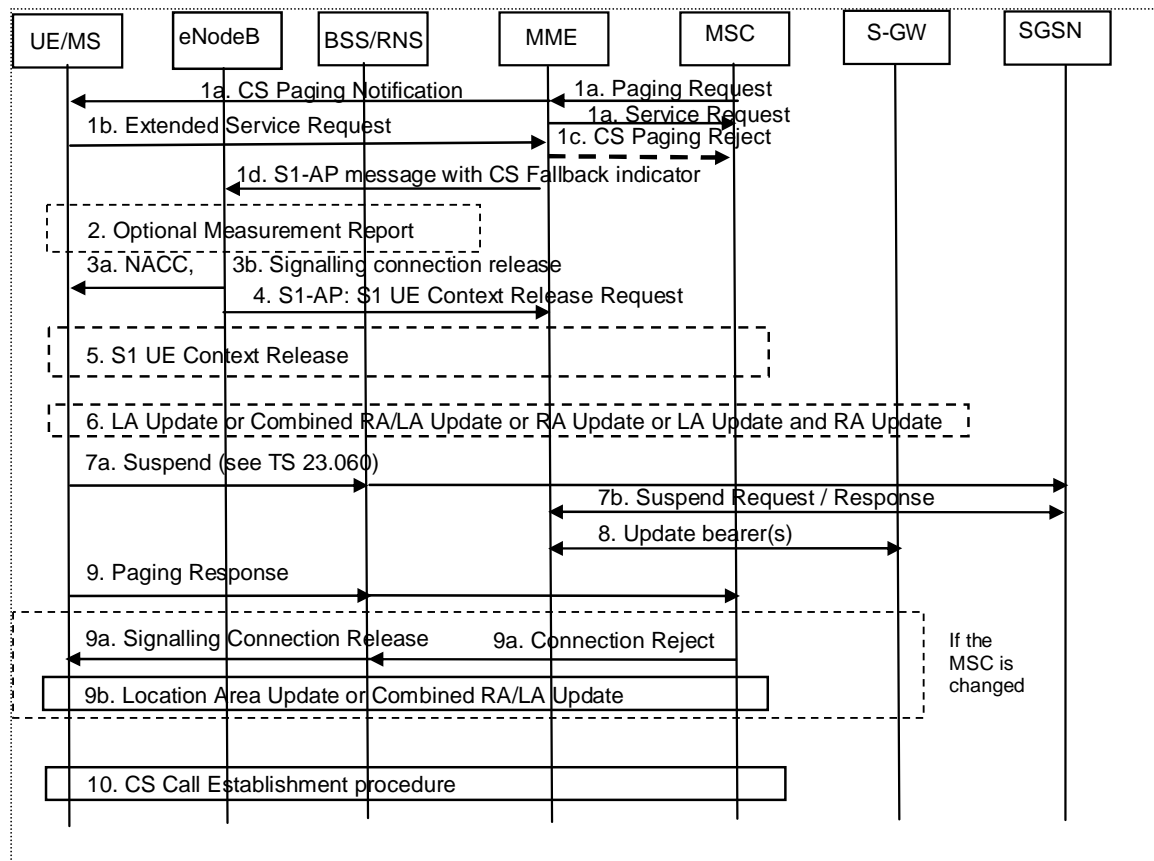 UE/MS
eNodeB
BSS/RNS
MME
MSC
S-GW
SGSN
1a. CS Paging Notification
1a. Paging Request
1a. Service Request
1b. Extended Service Request
1c. CS Paging Reject
1d. S1-AP message with CS Fallback indicator
2. Optional Measurement Report
3a. NACC,
3b. Signalling connection release
4. S1-AP: S1 UE Context Release Request
5. S1 UE Context Release
6. LA Update or Combined RA/LA Update or RA Update or LA Update and RA Update
7a. Suspend (see TS 23.060)
7b. Suspend Request / Response
8. Update bearer(s)
9. Paging Response
9a. Signalling Connection Release
9a. Connection Reject
If the
MSC is
changed
9b. Location Area Update or Combined RA/LA Update
10. CS Call Establishment procedure